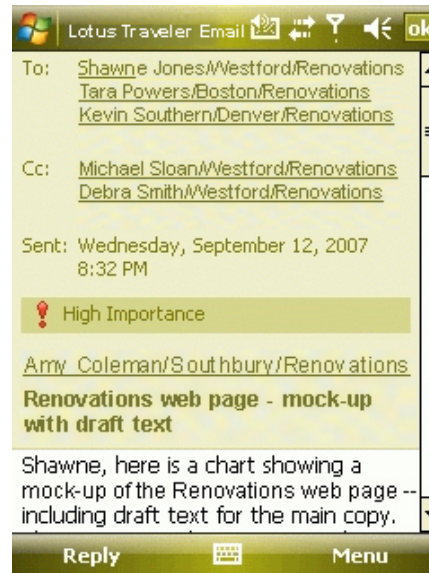 Lotus Traveler Email ok
To: Shawne Jones/Westford/Renovations
Tara Powers/Boston/Renovations
Kevin Southern/Denver/Renovations
Cc: Michael Sloan/Westford/Renovations
Debra Smith/Westford/Renovations
Sent: Wednesday, September 12, 2007
8:32 PM
High Importance
Amy Coleman/Southbury/Renovations
Renovations web page - mock-up
with draft text
Shawne, here is a chart showing a
mock-up of the Renovations web page --
including draft text for the main copy.
Reply Menu